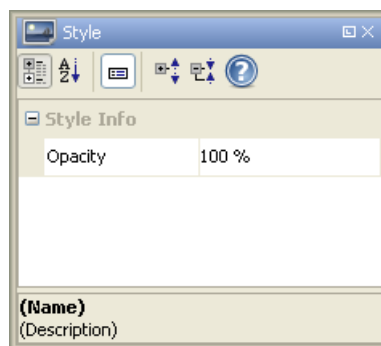 Style
A
Z
Style Info
Opacity 100 %
(Name)
(Description)